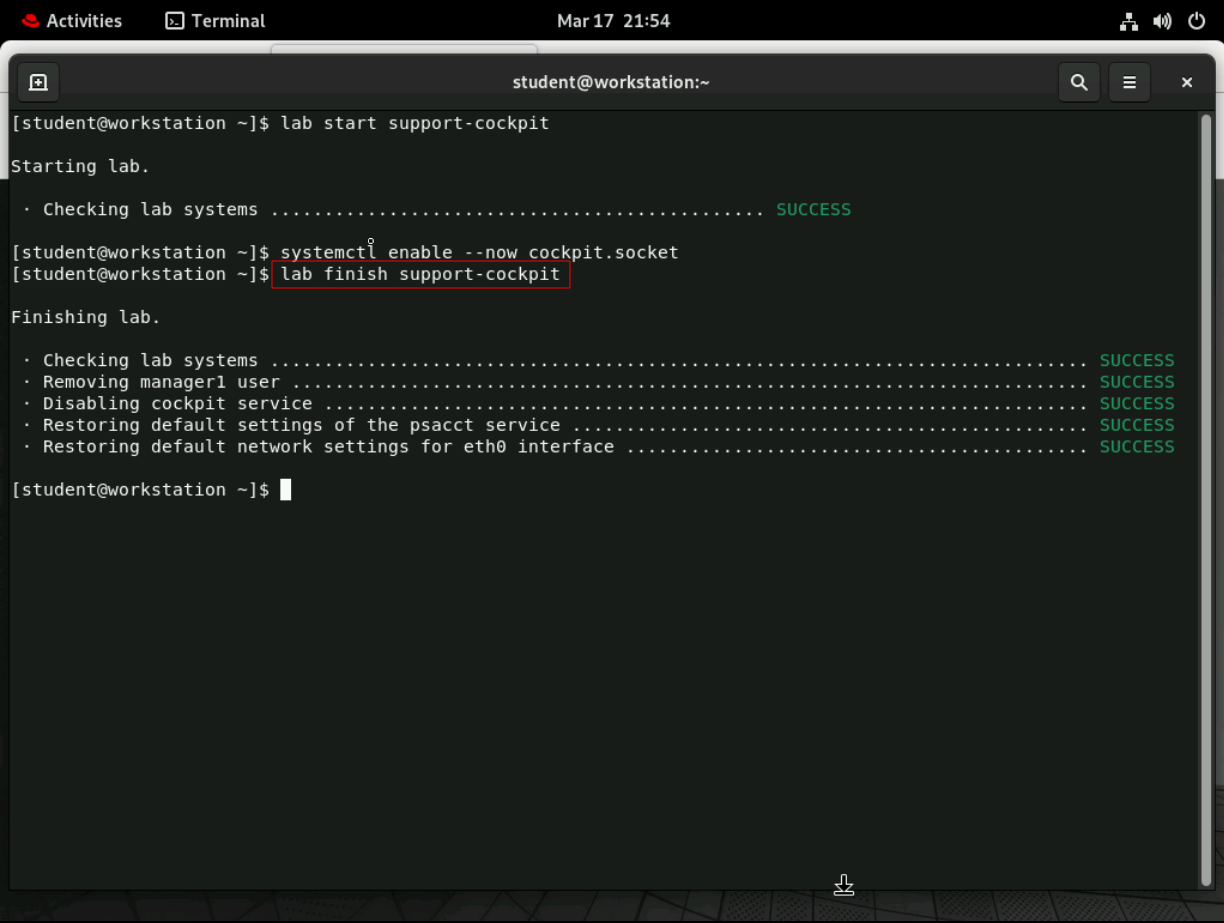 Activities Terminal Mar 17 21:54
student@workstation:~
[student@workstation ~]$ lab start support-cockpit
Starting lab.
· Checking lab systems .............................................. SUCCESS
[student@workstation ~]$ systemctl enable --now cockpit.socket
[student@workstation ~]$ lab finish support-cockpit
Finishing lab.
· Checking lab systems ............................................................................ SUCCESS
· Removing manager1 user .......................................................................... SUCCESS
· Disabling cockpit service ....................................................................... SUCCESS
· Restoring default settings of the psacct service ................................................ SUCCESS
· Restoring default network settings for eth0 interface ........................................... SUCCESS
[student@workstation ~]$